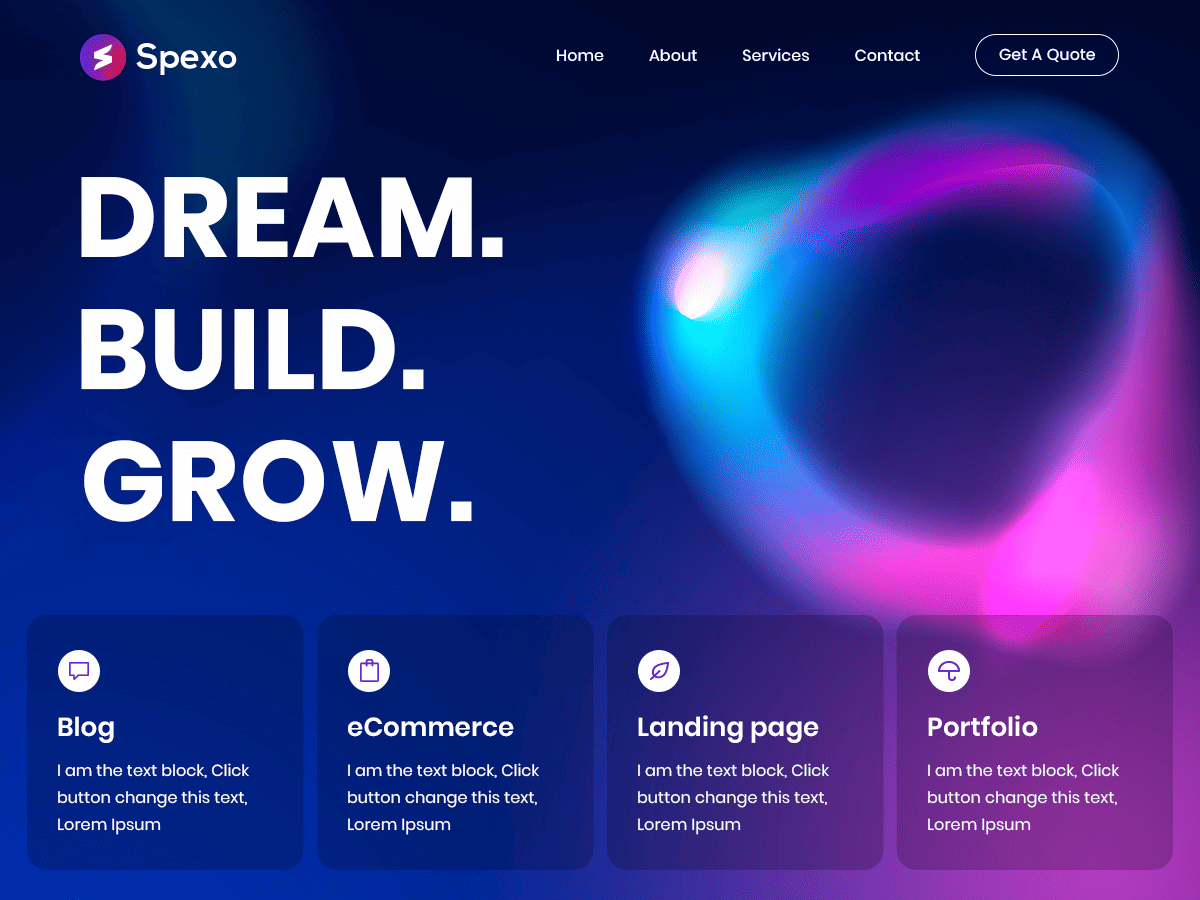 Spexo
Home About Services Contact Get A Quote
DREAM.
BUILD.
GROW.
Blog
I am the text block, Click
button change this text,
Lorem Ipsum
eCommerce
I am the text block, Click
button change this text,
Lorem Ipsum
Landing page
I am the text block, Click
button change this text,
Lorem Ipsum
Portfolio
I am the text block, Click
button change this text,
Lorem Ipsum